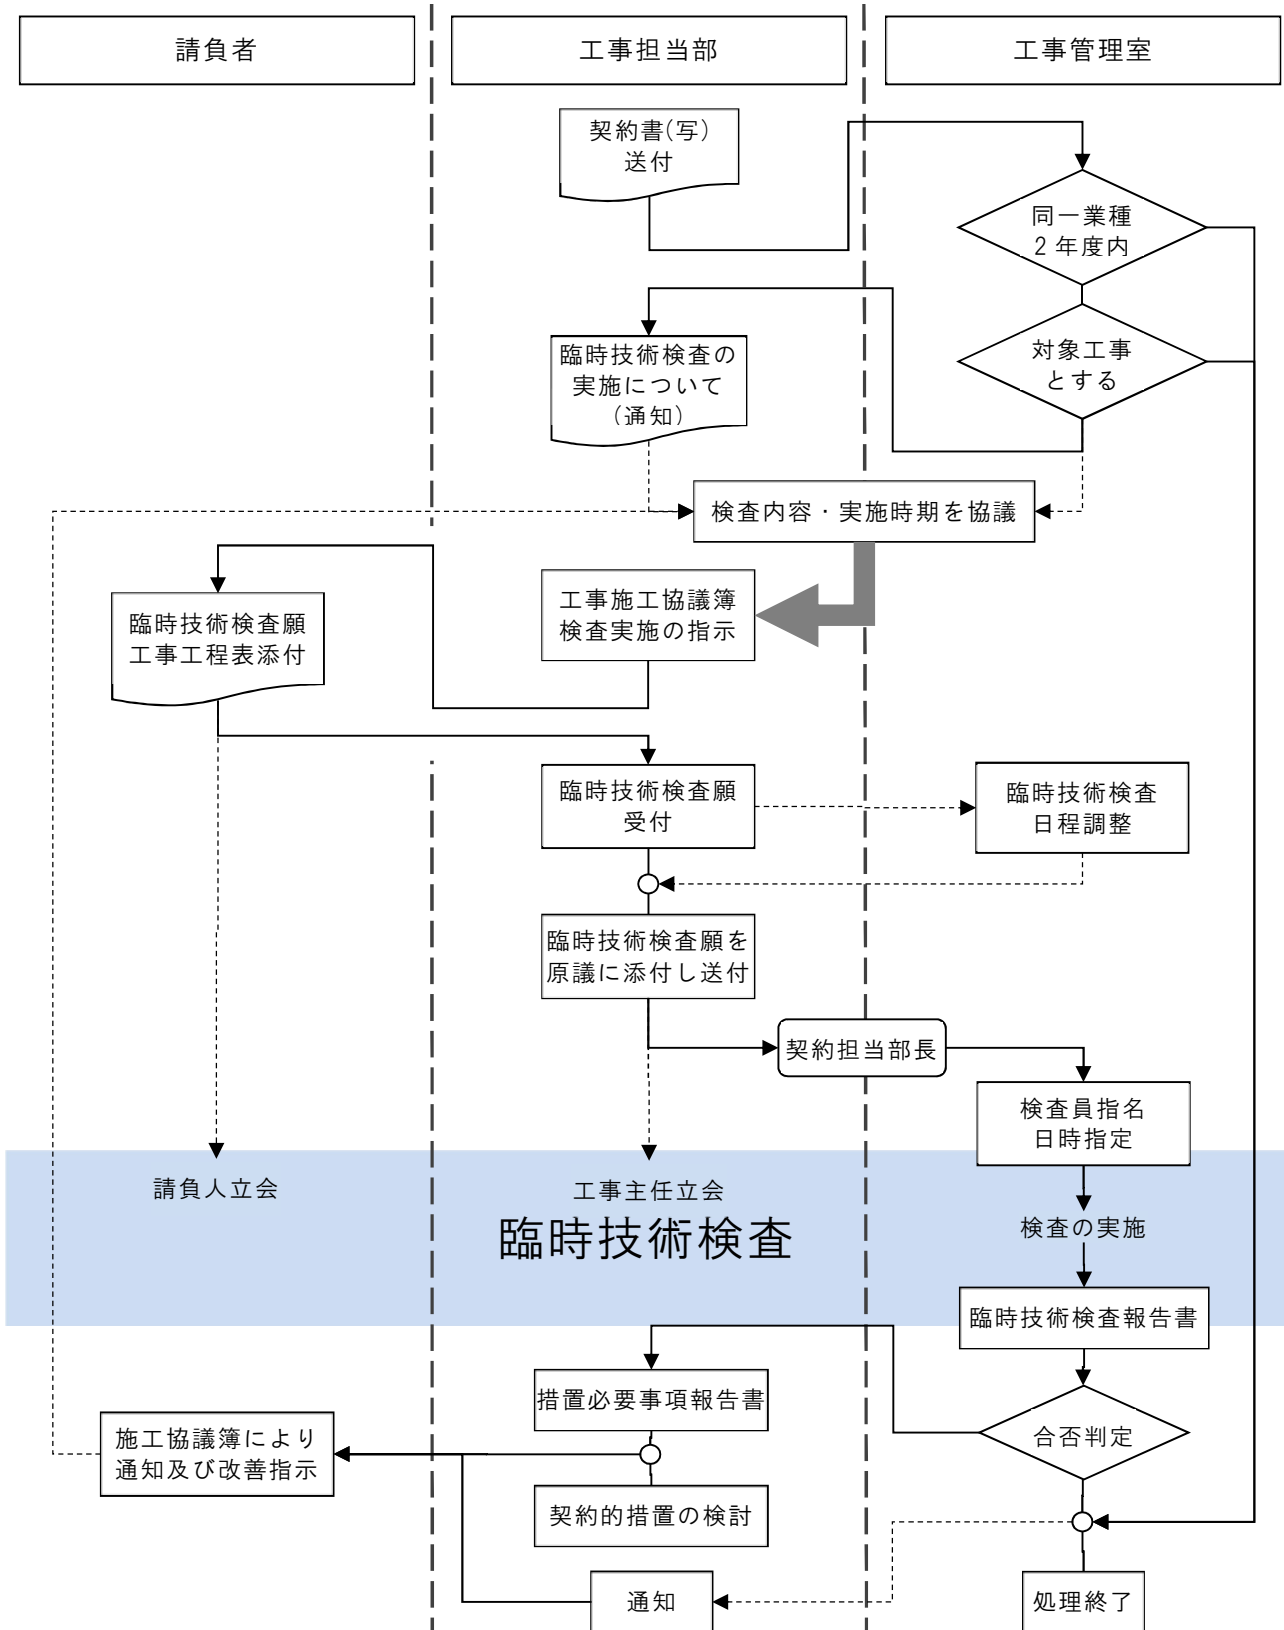 請負者
工事担当部
工事管理室
契約書(写)
送付
同一業種
2 年度内
臨時技術検査の
実施について
(通知)
対象工事
とする
検査内容・実施時期を協議
工事施工協議簿
検査実施の指示
臨時技術検査願
工事工程表添付
臨時技術検査願
受付
臨時技術検査
日程調整
臨時技術検査願を
原議に添付し送付
契約担当部長
検査員指名
日時指定
請負人立会
工事主任立会
臨時技術検査
検査の実施
臨時技術検査報告書
措置必要事項報告書
合否判定
施工協議簿により
通知及び改善指示
契約的措置の検討
通知
処理終了